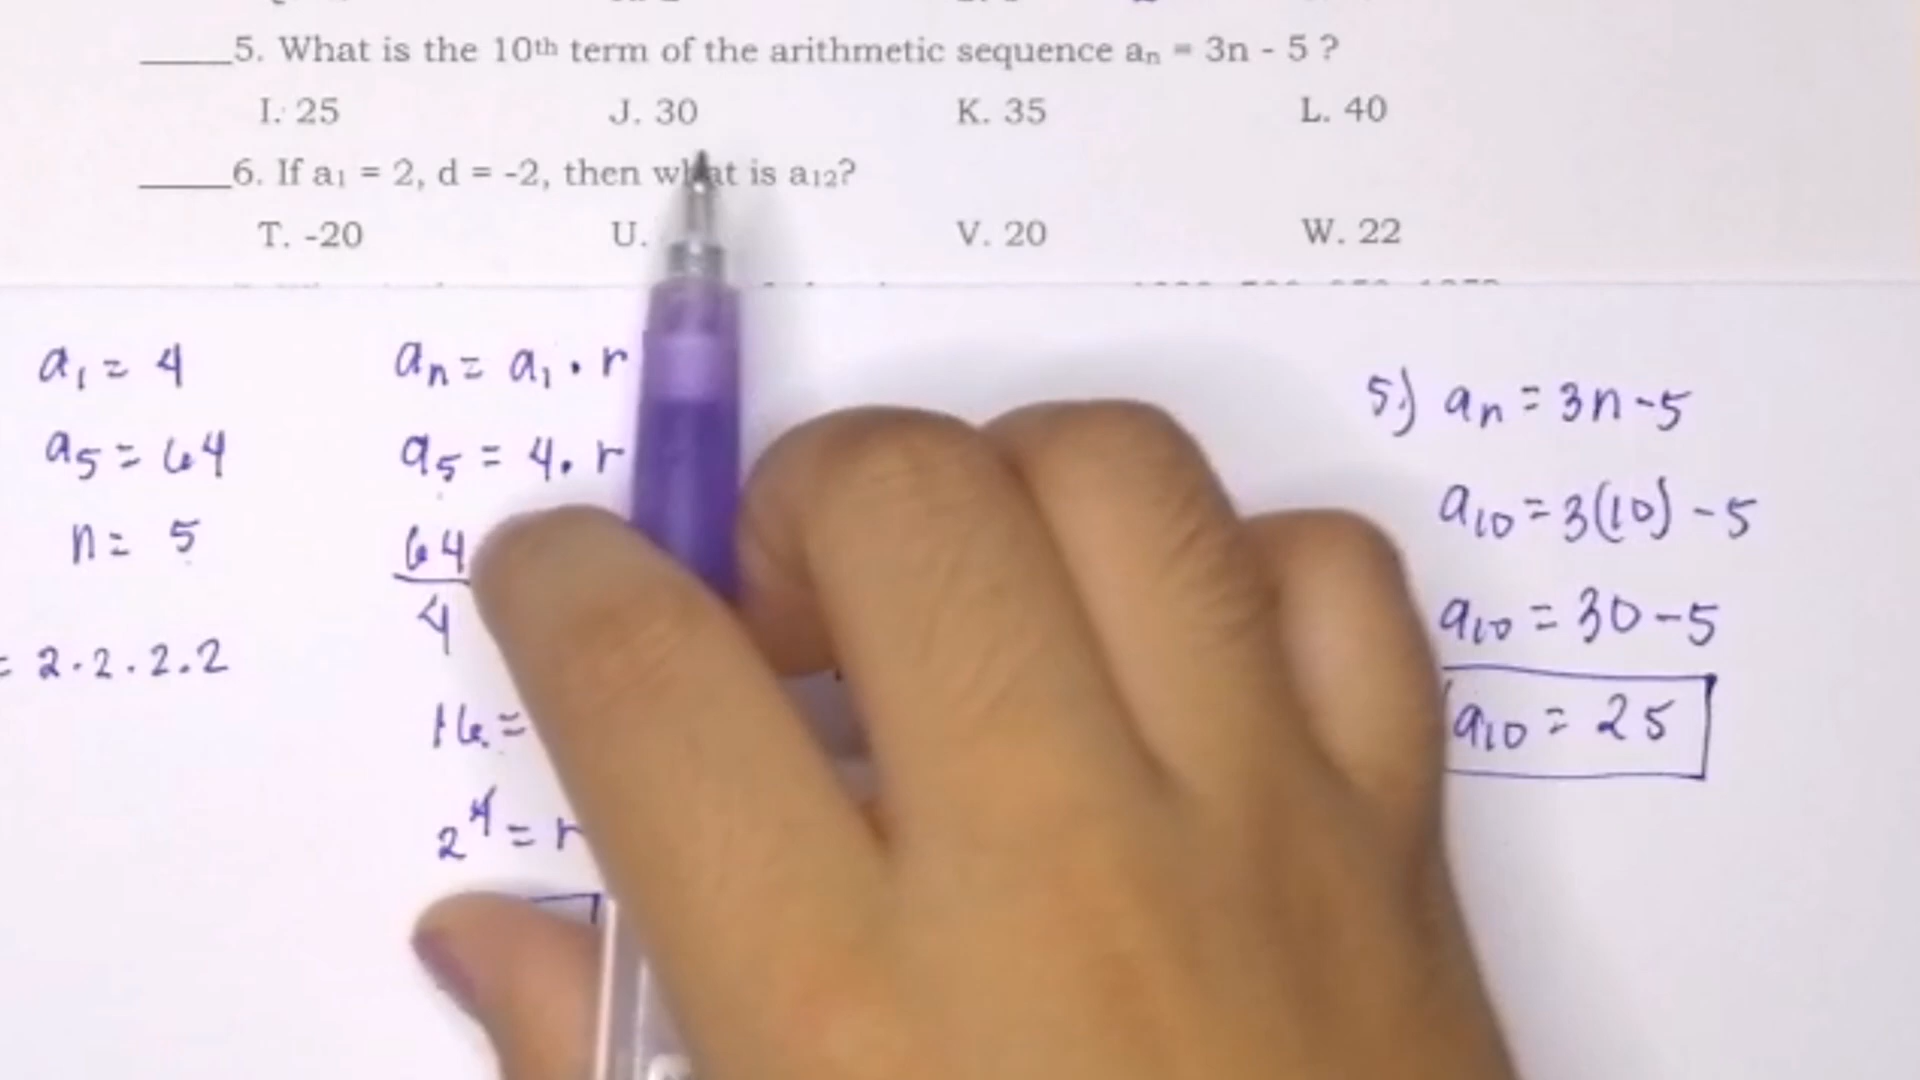 _____5. What is the 10th term of the arithmetic sequence aₙ = 3n - 5 ?
I. 25 J. 30 K. 35 L. 40
_____6. If a₁ = 2, d = -2, then what is a₁₂?
T. -20 U. V. 20 W. 22
a₁ = 4
a₅ = 64
n = 5
= 2·2·2·2
aₙ = a₁ · r
a₅ = 4 · r
64
4
16 =
2⁴ = r
5.) aₙ = 3n - 5
a₁₀ = 3(10) - 5
a₁₀ = 30 - 5
a₁₀ = 25